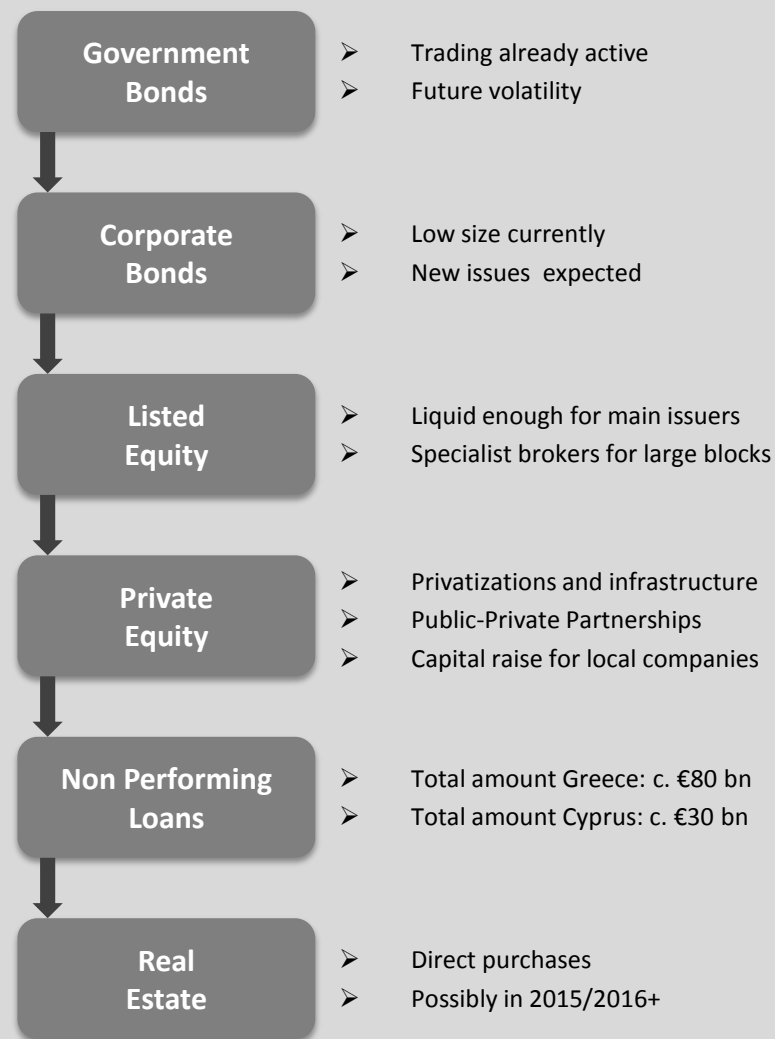 Government
Bonds
➢ Trading already active
➢ Future volatility
Corporate
Bonds
➢ Low size currently
➢ New issues  expected
Listed
Equity
➢ Liquid enough for main issuers
➢ Specialist brokers for large blocks
Private
Equity
➢ Privatizations and infrastructure
➢ Public-Private Partnerships
➢ Capital raise for local companies
Non Performing
Loans
➢ Total amount Greece: c. €80 bn
➢ Total amount Cyprus: c. €30 bn
Real
Estate
➢ Direct purchases
➢ Possibly in 2015/2016+